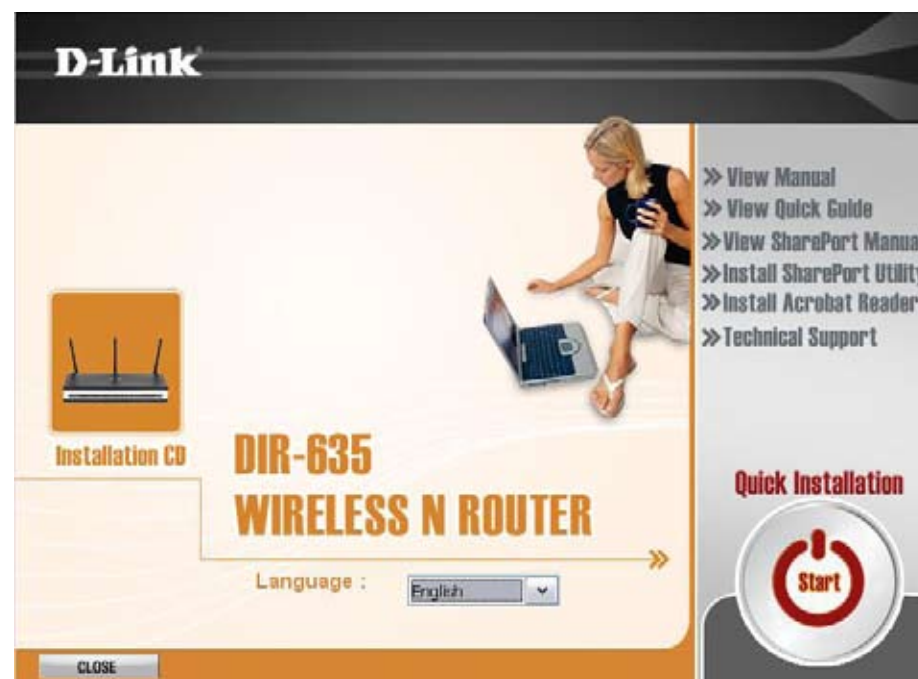 D-Link
View Manual
View Quick Guide
View SharePort Manua
Install SharePort Utility
Install Acrobat Reader
Technical Support
Installation CD
DIR-635
WIRELESS N ROUTER
Language :
English
Quick Installation
Start
CLOSE